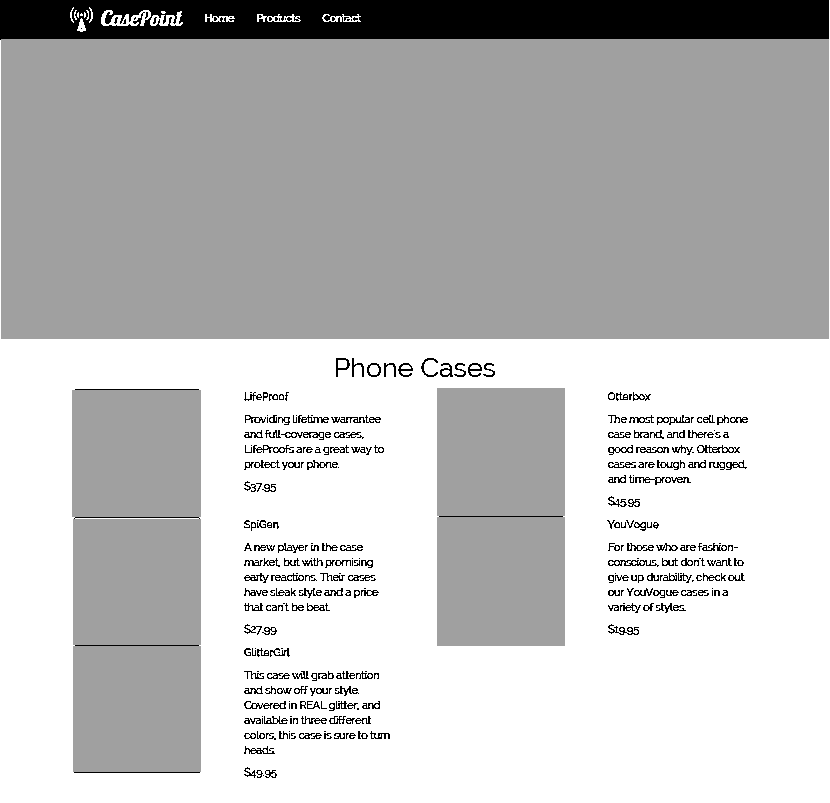 CasePoint Home Products Contact
Phone Cases
LifeProof
Providing lifetime warrantee
and full-coverage cases,
LifeProofs are a great way to
protect your phone.
$37.95
Otterbox
The most popular cell phone
case brand, and there's a
good reason why. Otterbox
cases are tough and rugged,
and time-proven.
$45.95
SpiGen
A new player in the case
market, but with promising
early reactions. Their cases
have sleak style and a price
that can't be beat.
$27.99
YouVogue
For those who are fashion-
conscious, but don't want to
give up durability, check out
our YouVogue cases in a
variety of styles.
$19.95
GlitterGirl
This case will grab attention
and show off your style.
Covered in REAL glitter, and
available in three different
colors, this case is sure to turn
heads.
$49.95